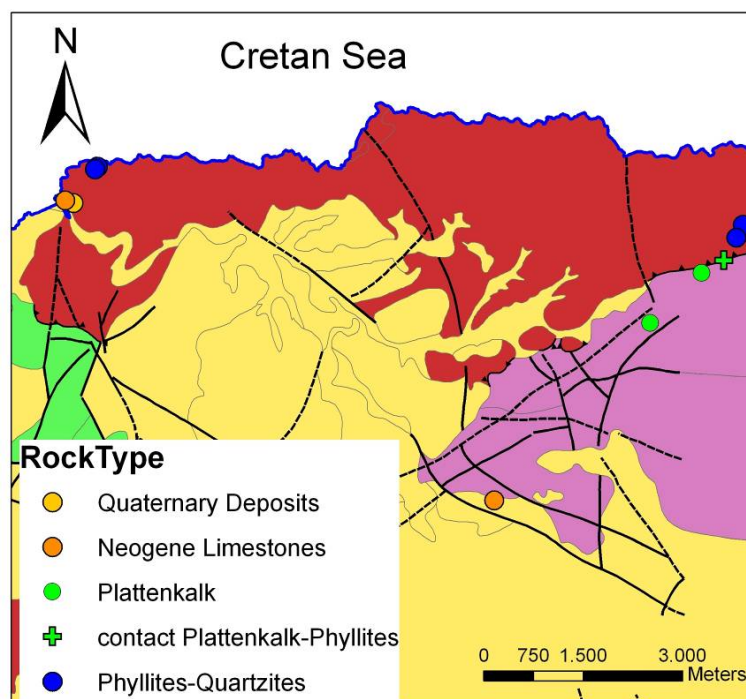 Cretan Sea
N
RockType
Quaternary Deposits
Neogene Limestones
Plattenkalk
contact Plattenkalk-Phyllites
Phyllites-Quartzites
0 750 1.500 3.000
Meters